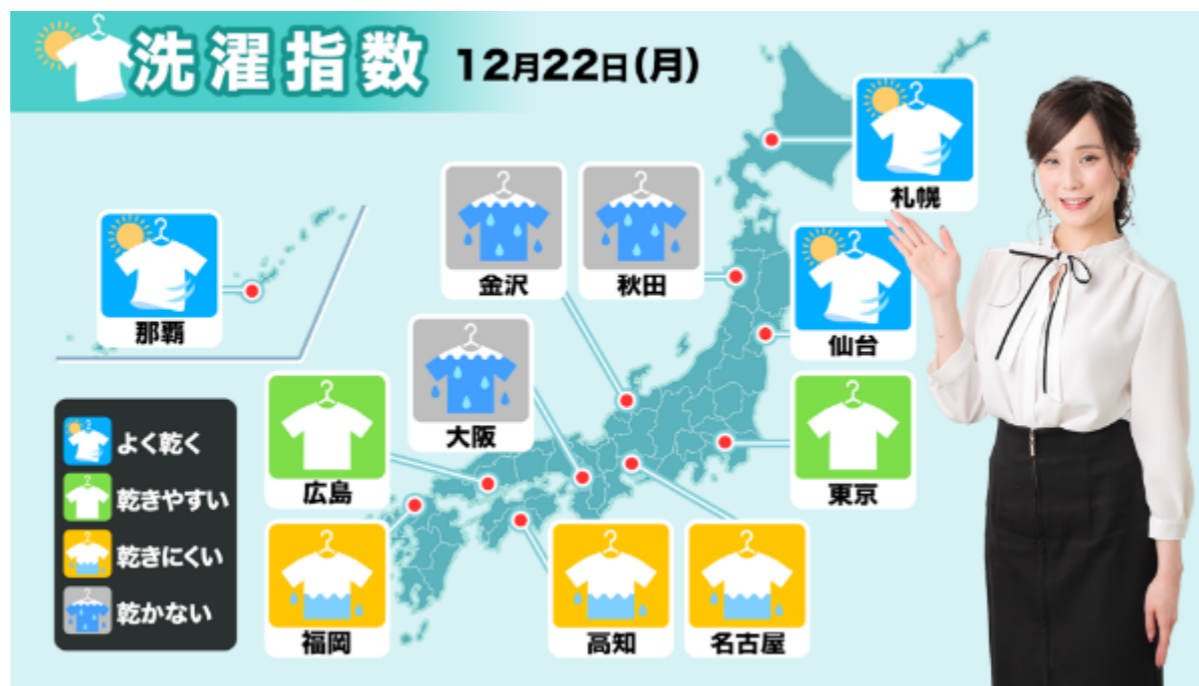 洗濯指数 12月22日(月)
札幌
金沢
秋田
那覇
仙台
大阪
広島
東京
よく乾く
乾きやすい
乾きにくい
乾かない
福岡
高知
名古屋